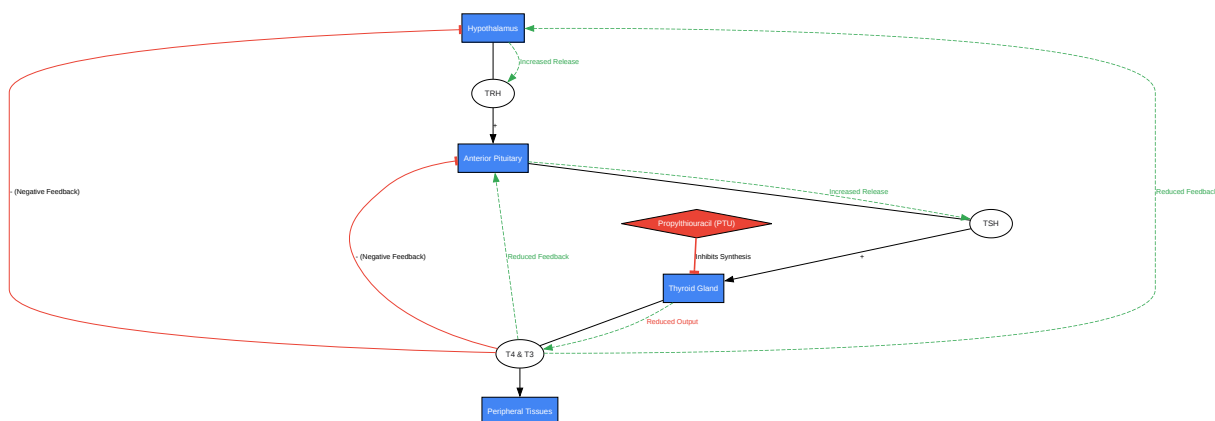 Hypothalamus
Increased Release
TRH
+
Anterior Pituitary
- (Negative Feedback)
Increased Release
Reduced Feedbacl
Propylthiouracil (PTU)
TSH
- (Negative Feedback)
Reduced Feedback
Inhibits Synthesis
+
Thyroid Gland
Reduced Output
T4 & T3
Peripheral Tissues